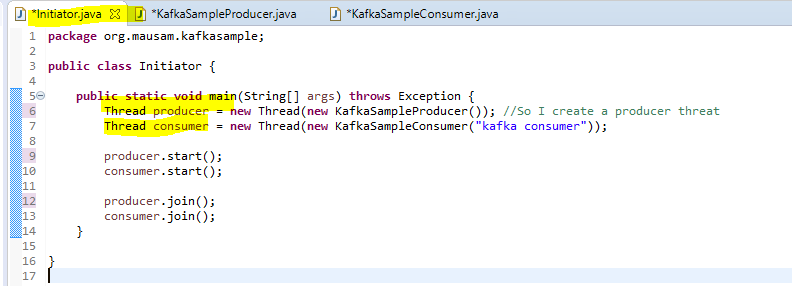 *Initiator.java *KafkaSampleProducer.java *KafkaSampleConsumer.java
1 package org.mausam.kafkasample;
2
3 public class Initiator {
4
5 public static void main(String[] args) throws Exception {
6 Thread producer = new Thread(new KafkaSampleProducer()); //So I create a producer threat
7 Thread consumer = new Thread(new KafkaSampleConsumer("kafka consumer"));
8
9 producer.start();
10 consumer.start();
11
12 producer.join();
13 consumer.join();
14 }
15
16 }
17